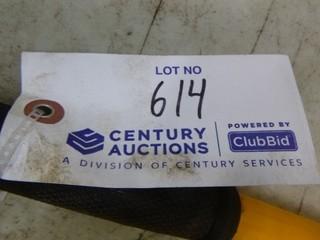 LOT NO
614
CENTURY
AUCTIONS
POWERED BY
ClubBid
A DIVISION OF CENTURY SERVICES